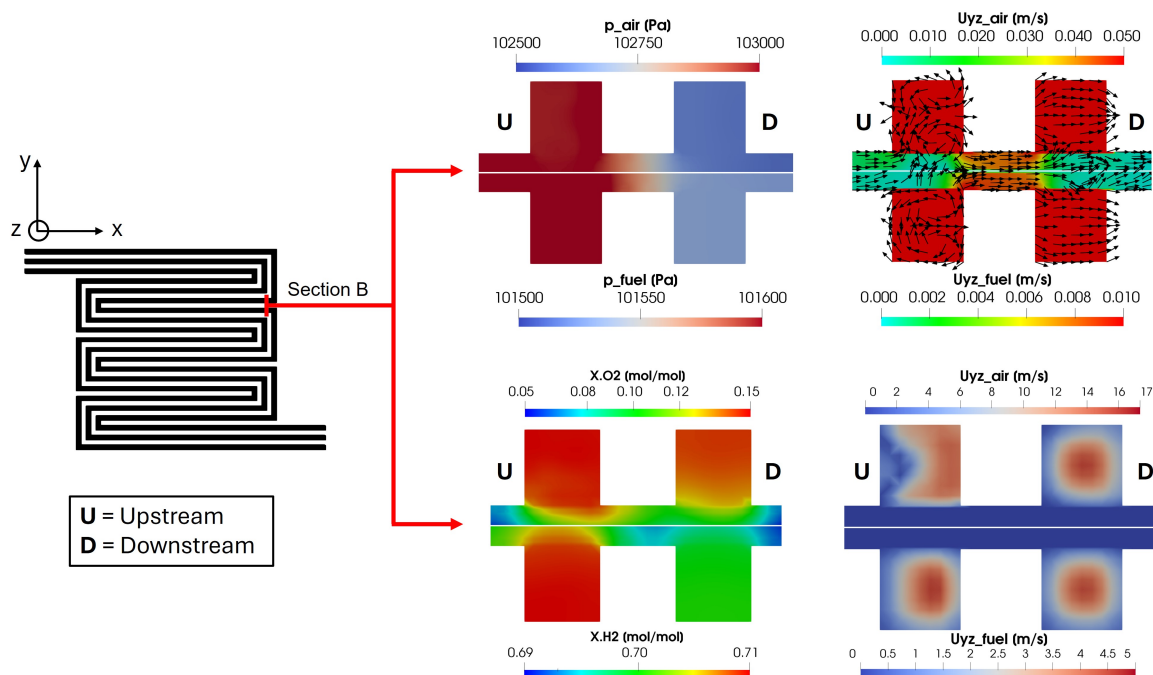 y
z
x
Section B
U = Upstream
D = Downstream
p_air (Pa)
102500 102750 103000
U D
p_fuel (Pa)
101500 101550 101600
Uyz_air (m/s)
0.000 0.010 0.020 0.030 0.040 0.050
U D
Uyz_fuel (m/s)
0.000 0.002 0.004 0.006 0.008 0.010
X.O2 (mol/mol)
0.05 0.08 0.10 0.12 0.15
U D
X.H2 (mol/mol)
0.69 0.70 0.71
Uyz_air (m/s)
0 2 4 6 8 10 12 14 16 17
U D
Uyz_fuel (m/s)
0 0.5 1 1.5 2 2.5 3 3.5 4 4.5 5